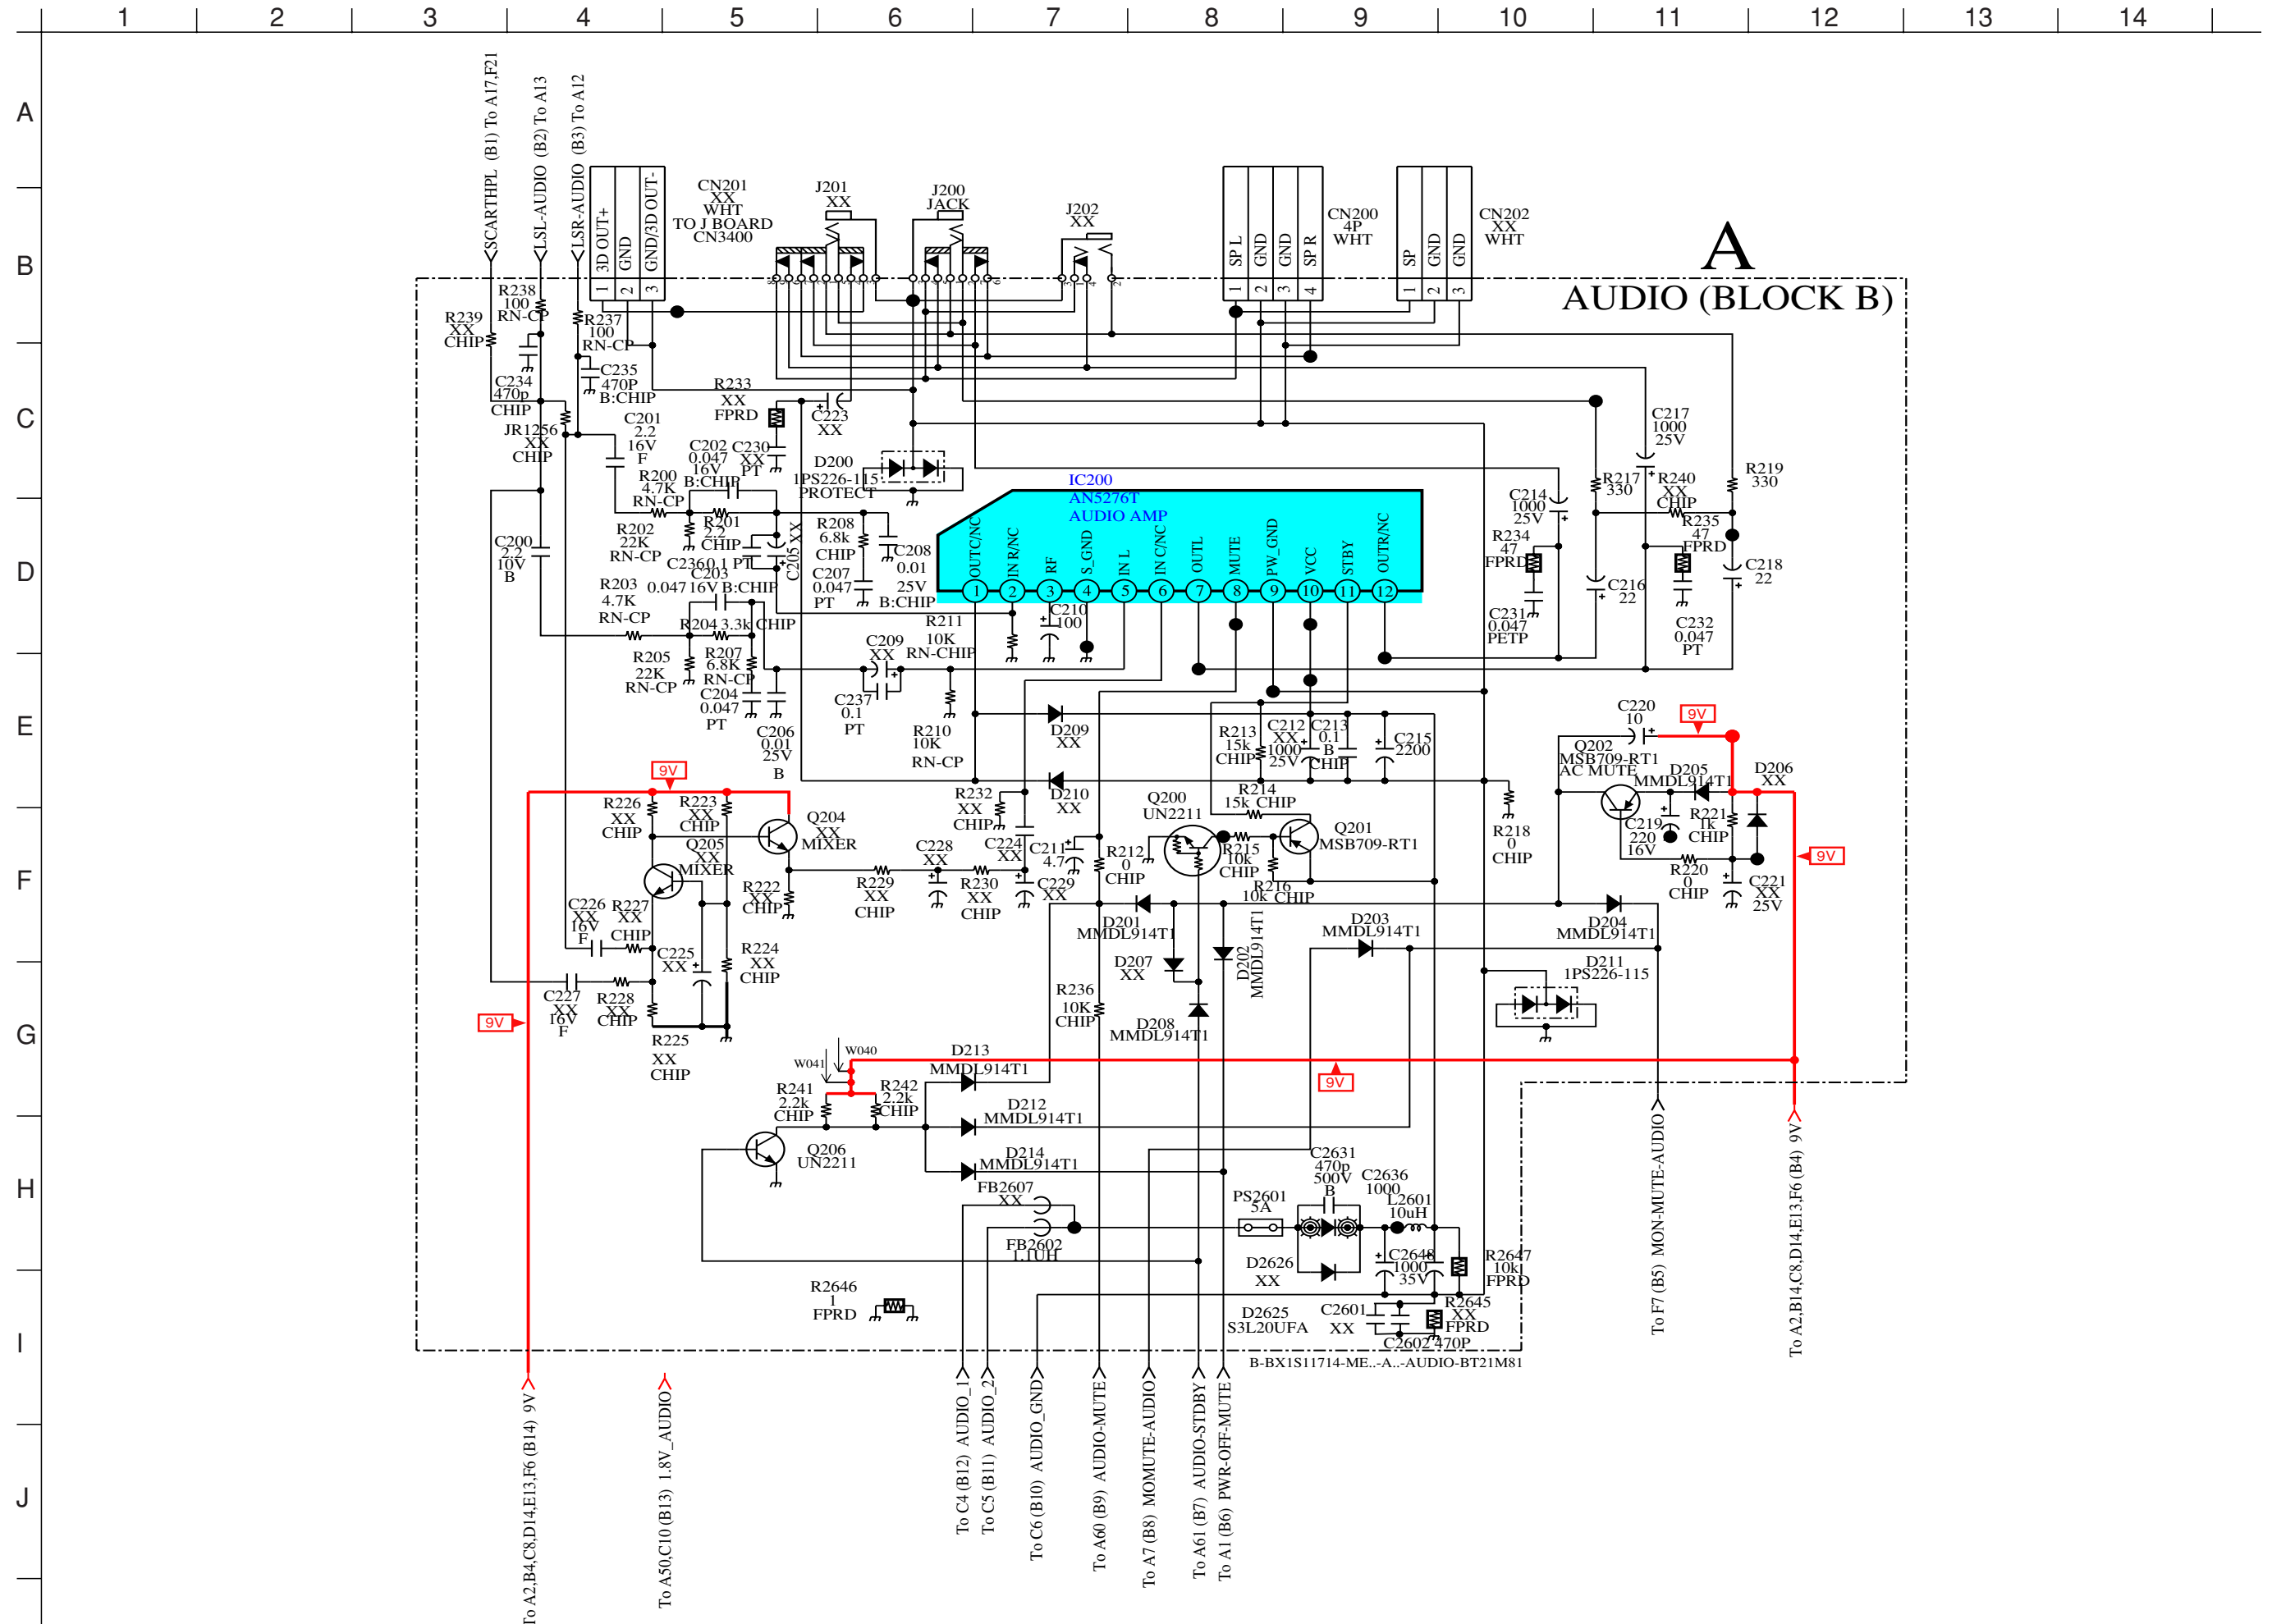 1 2 3 4 5 6 7 8 9 10 11 12 13 14
A
B
C
D
E
F
G
H
I
J
SCARTHPL (B1) To A17,F21
LSL-AUDIO (B2) To A13
LSR-AUDIO (B3) To A12
1 3D OUT+
2 GND
3 GND/3D OUT-
CN201
XX
WHT
TO J BOARD
CN3400
J201
XX
J200
JACK
J202
XX
1 SP L
2 GND
3 GND
4 SP R
CN200
4P
WHT
1 SP
2 GND
3 GND
CN202
XX
WHT
A
AUDIO (BLOCK B)
R239
XX
CHIP
R238
100
RN-CP
R237
100
RN-CP
C234
470p
CHIP
C235
470P
B:CHIP
R233
XX
FPRD
C223
XX
JR1256
XX
CHIP
C201
2.2
16V
F
C202
0.047
16V
B:CHIP
C230
XX
PT
D200
1PS226-115
PROTECT
R200
4.7K
RN-CP
R202
22K
RN-CP
R201
2.2
CHIP
C236 0.1 PT
C205 XX
R208
6.8k
CHIP
C207
0.047
PT
C208
0.01
25V
B:CHIP
C200
2.2
10V
B
R203
4.7K
RN-CP
C203
0.047 16V B:CHIP
R204 3.3k CHIP
R205
22K
RN-CP
R207
6.8K
RN-CP
C204
0.047
PT
C206
0.01
25V
B
C209
XX
C237
0.1
PT
R211
10K
RN-CHIP
R210
10K
RN-CP
IC200
AN5276T
AUDIO AMP
OUTC/NC
IN R/NC
RF
S_GND
IN L
IN C/NC
OUTL
MUTE
PW_GND
VCC
STBY
OUTR/NC
1 2 3 4 5 6 7 8 9 10 11 12
C210
100
C214
1000
25V
R234
47
FPRD
C231
0.047
PETP
R217
330
C216
22
C217
1000
25V
R240
XX
CHIP
R235
47
FPRD
C232
0.047
PT
R219
330
C218
22
D209
XX
D210
XX
R213
15k
CHIP
C212
XX
1000
25V
C213
0.1
B
CHIP
C215
2200
C220
10
9V
Q202
MSB709-RT1
AC MUTE
D205
MMDL914T1
D206
XX
9V
R226
XX
CHIP
R223
XX
CHIP
Q204
XX
MIXER
Q205
XX
MIXER
R222
XX
CHIP
R229
XX
CHIP
C228
XX
R230
XX
CHIP
R232
XX
CHIP
C224
XX
C229
XX
C211
4.7
R212
0
CHIP
Q200
UN2211
R214
15k CHIP
R215
10k
CHIP
R216
10k CHIP
Q201
MSB709-RT1
R218
0
CHIP
C219
220
16V
R221
1k
CHIP
R220
0
CHIP
C221
XX
25V
9V
C226
XX
16V
F
R227
XX
CHIP
C225
XX
R224
XX
CHIP
C227
XX
16V
F
R228
XX
CHIP
R225
XX
CHIP
9V
D201
MMDL914T1
D207
XX
D202
MMDL914T1
D203
MMDL914T1
D204
MMDL914T1
D208
MMDL914T1
R236
10K
CHIP
D211
1PS226-115
W041
W040
9V
R241
2.2k
CHIP
R242
2.2k
CHIP
D213
MMDL914T1
D212
MMDL914T1
D214
MMDL914T1
Q206
UN2211
FB2607
XX
FB2602
1.1UH
PS2601
5A
C2631
470p
500V
B
C2636
1000
L2601
10uH
D2626
XX
C2648
1000
35V
R2647
10k
FPRD
R2646
1
FPRD
D2625
S3L20UFA
C2601
XX
C2602 470P
R2645
XX
FPRD
B-BX1S11714-ME..-A..-AUDIO-BT21M81
To A2,B4,C8,D14,E13,F6 (B14) 9V
To A50,C10 (B13) 1.8V_AUDIO
To C4 (B12) AUDIO_1
To C5 (B11) AUDIO_2
To C6 (B10) AUDIO_GND
To A60 (B9) AUDIO-MUTE
To A7 (B8) MOMUTE-AUDIO
To A61 (B7) AUDIO-STDBY
To A1 (B6) PWR-OFF-MUTE
To F7 (B5) MON-MUTE-AUDIO
To A2,B14,C8,D14,E13,F6 (B4) 9V